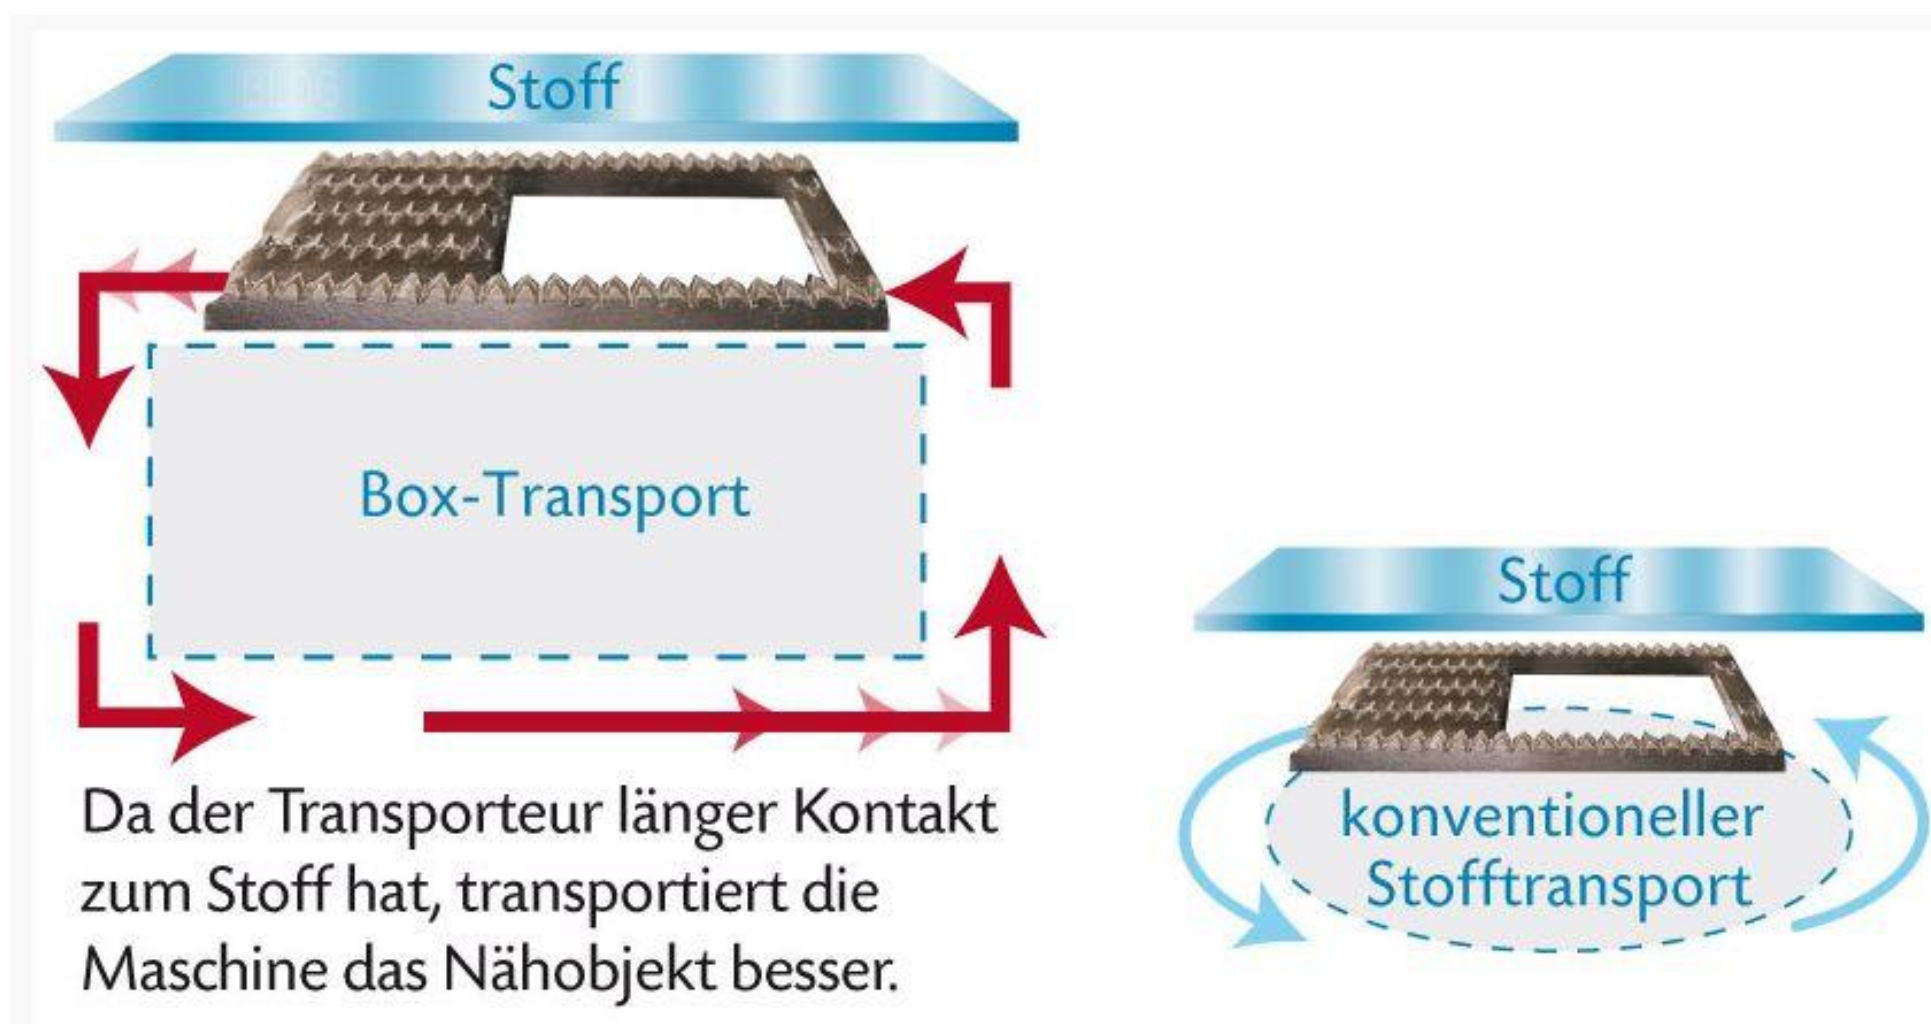 Stoff
Box-Transport
Da der Transporteur länger Kontakt
zum Stoff hat, transportiert die
Maschine das Nähobjekt besser.
Stoff
konventioneller
Stofftransport